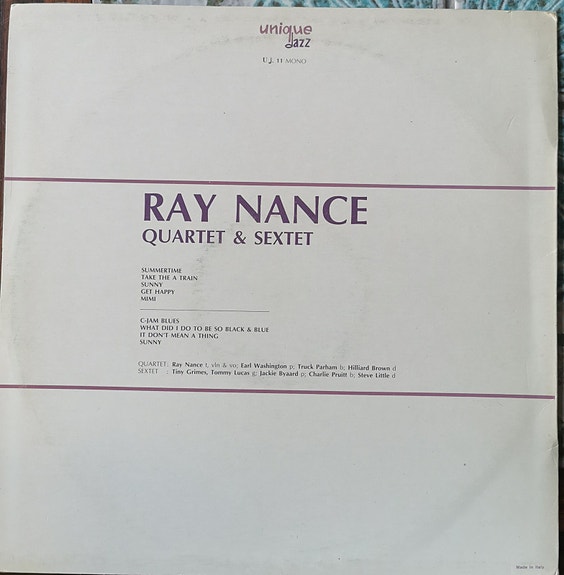 unique
Jazz
UJ. 11 MONO
RAY NANCE
QUARTET & SEXTET
SUMMERTIME
TAKE THE A TRAIN
SUNNY
GET HAPPY
MIMI
C-JAM BLUES
WHAT DID I DO TO BE SO BLACK & BLUE
IT DON'T MEAN A THING
SUNNY
QUARTET: Ray Nance t, vln & vo; Earl Washington p; Truck Parham b; Hilliard Brown d
SEXTET : Tiny Grimes, Tommy Lucas g; Jackie Byaard p; Charlie Pruitt b; Steve Little d
Made in Italy